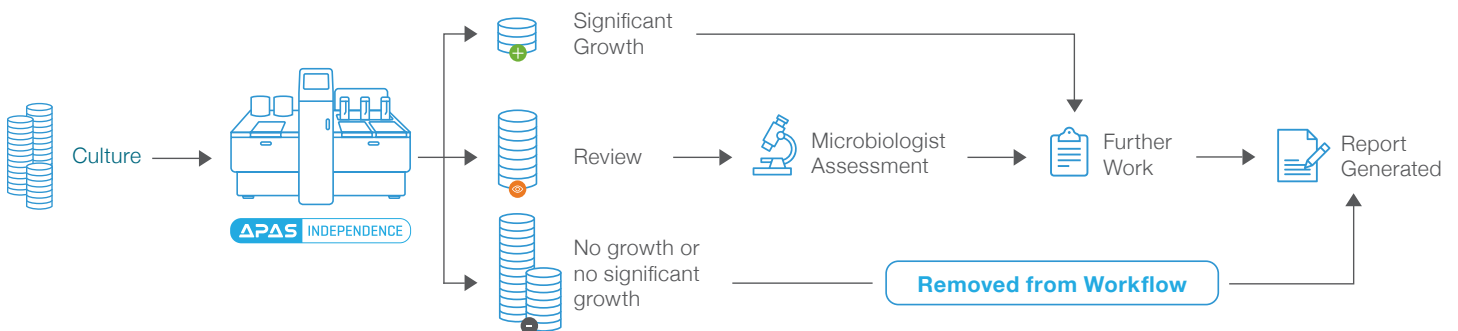 Significant
Growth
Culture
APAS INDEPENDENCE
Review
Microbiologist
Assessment
Further
Work
Report
Generated
No growth or
no significant
growth
Removed from Workflow